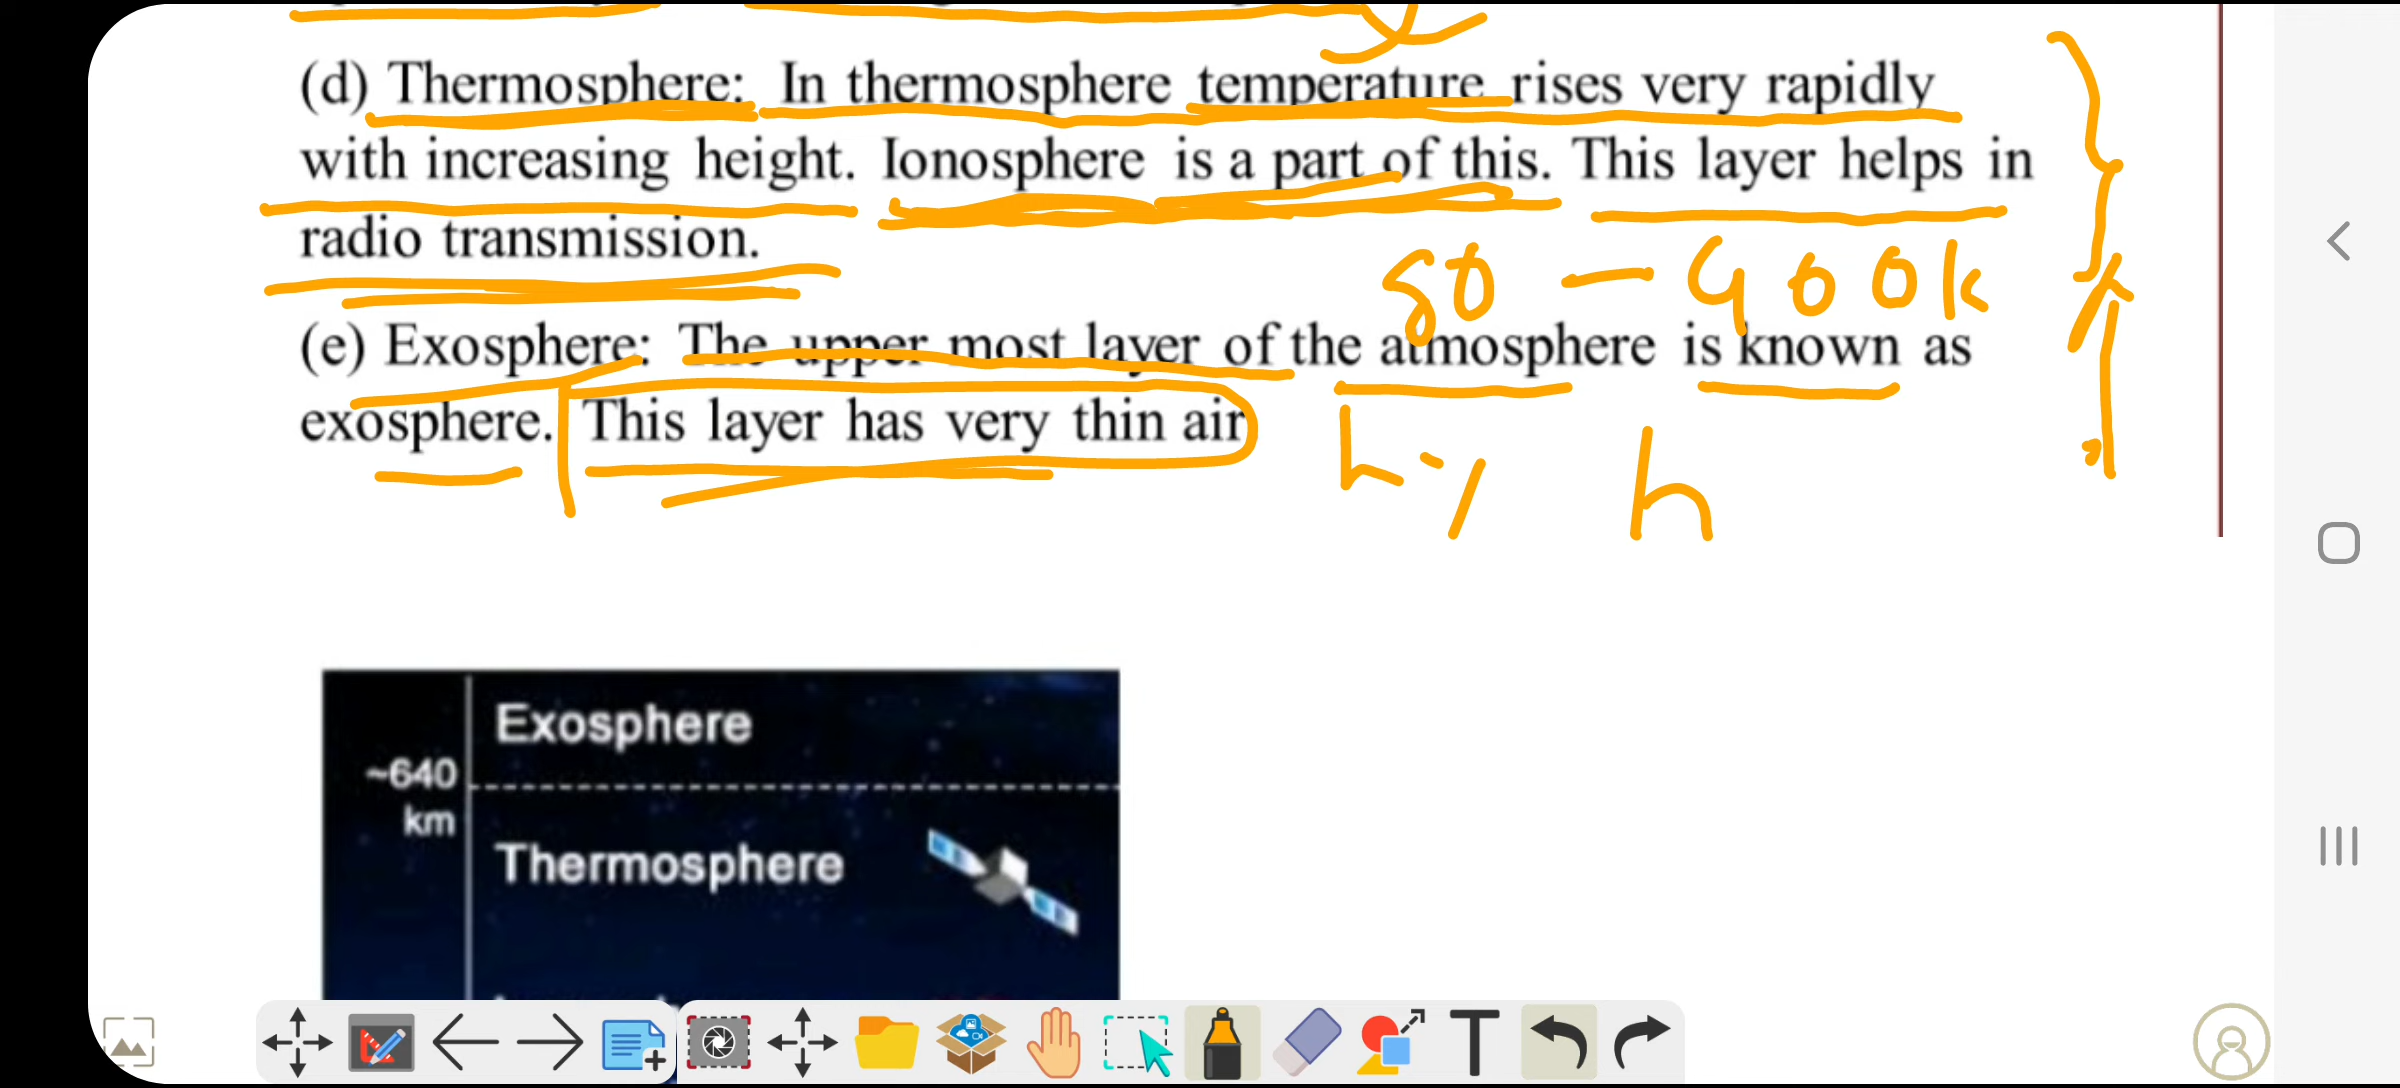 (d) Thermosphere: In thermosphere temperature rises very rapidly
with increasing height. Ionosphere is a part of this. This layer helps in
radio transmission.
80 - 400k
(e) Exosphere: The upper most layer of the atmosphere is known as
exosphere. This layer has very thin air
h
Exosphere
~640
km
Thermosphere
T